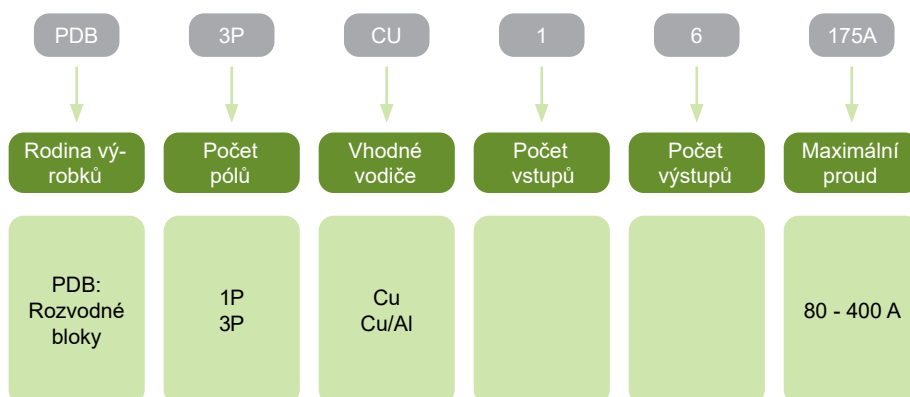 PDB 3P CU 1 6 175A
Rodina vý-
robků
Počet
pólů
Vhodné
vodiče
Počet
vstupů
Počet
výstupů
Maximální
proud
PDB:
Rozvodné
bloky
1P
3P
Cu
Cu/Al
80 - 400 A